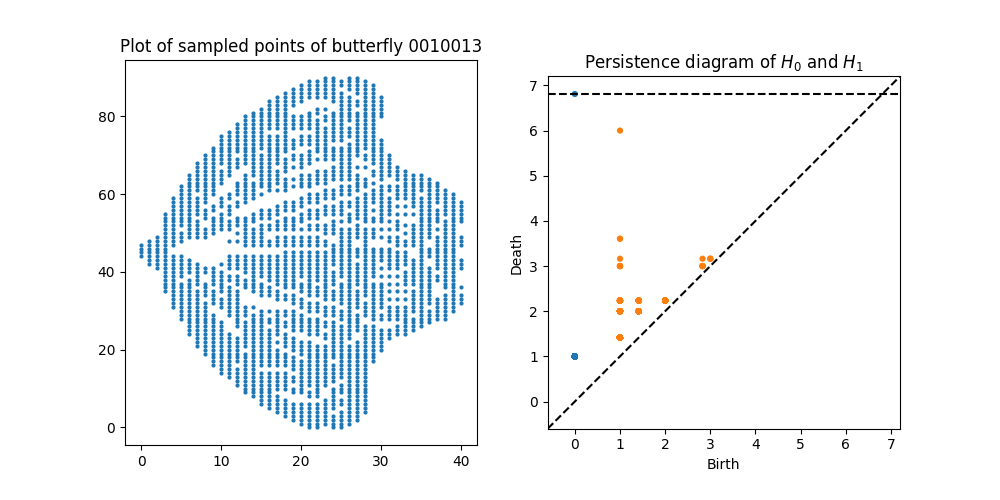 Plot of sampled points of butterfly 0010013
80
60
40
20
0
0 10 20 30 40
Persistence diagram of $H_0$ and $H_1$
7
6
5
4
3
2
1
0
Death
0 1 2 3 4 5 6 7
Birth